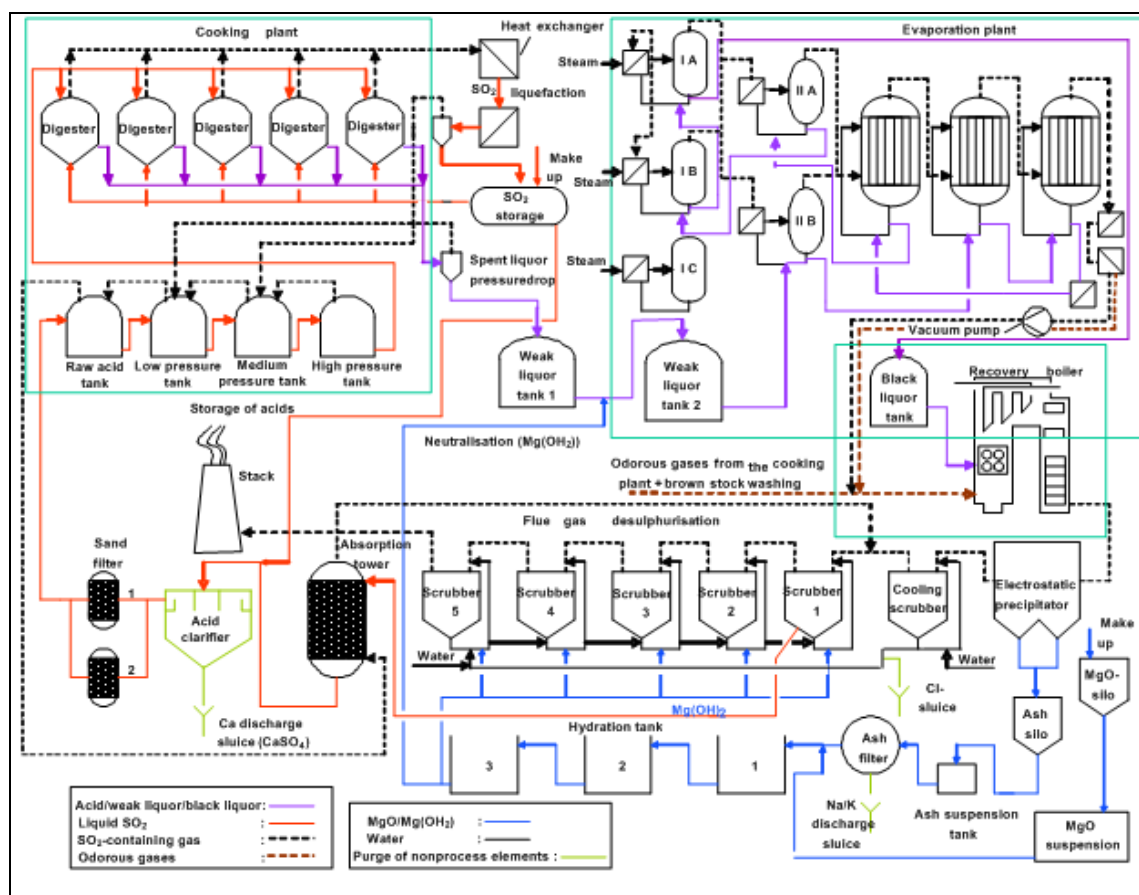 Cooking plant
Heat exchanger
SO2
liquefaction
Digester
Digester
Digester
Digester
Digester
Make
up
SO2
storage
Spent liquor
pressuredrop
Raw acid
tank
Low pressure
tank
Medium
pressure tank
High pressure
tank
Storage of acids
Weak
liquor
tank 1
Weak
liquor
tank 2
Neutralisation (Mg(OH2))
Evaporation plant
Steam
I A
II A
Steam
I B
II B
Steam
I C
Vacuum pump
Black
liquor
tank
Recovery boiler
Odorous gases from the cooking
plant + brown stock washing
Stack
Flue gas desulphurisation
Sand
filter
1
2
Acid
clarifier
Absorption
tower
Scrubber
5
Scrubber
4
Scrubber
3
Scrubber
2
Scrubber
1
Cooling
scrubber
Electrostatic
precipitator
Make
up
Water
Water
MgO-
silo
Cl-
sluice
Ash
silo
Mg(OH)2
Ca discharge
sluice (CaSO4)
Hydration tank
3
2
1
Ash
filter
Na/K
discharge
sluice
Ash suspension
tank
MgO
suspension
Acid/weak liquor/black liquor:
Liquid SO2 :
SO2-containing gas :
Odorous gases :
MgO/Mg(OH2) :
Water :
Purge of nonprocess elements :